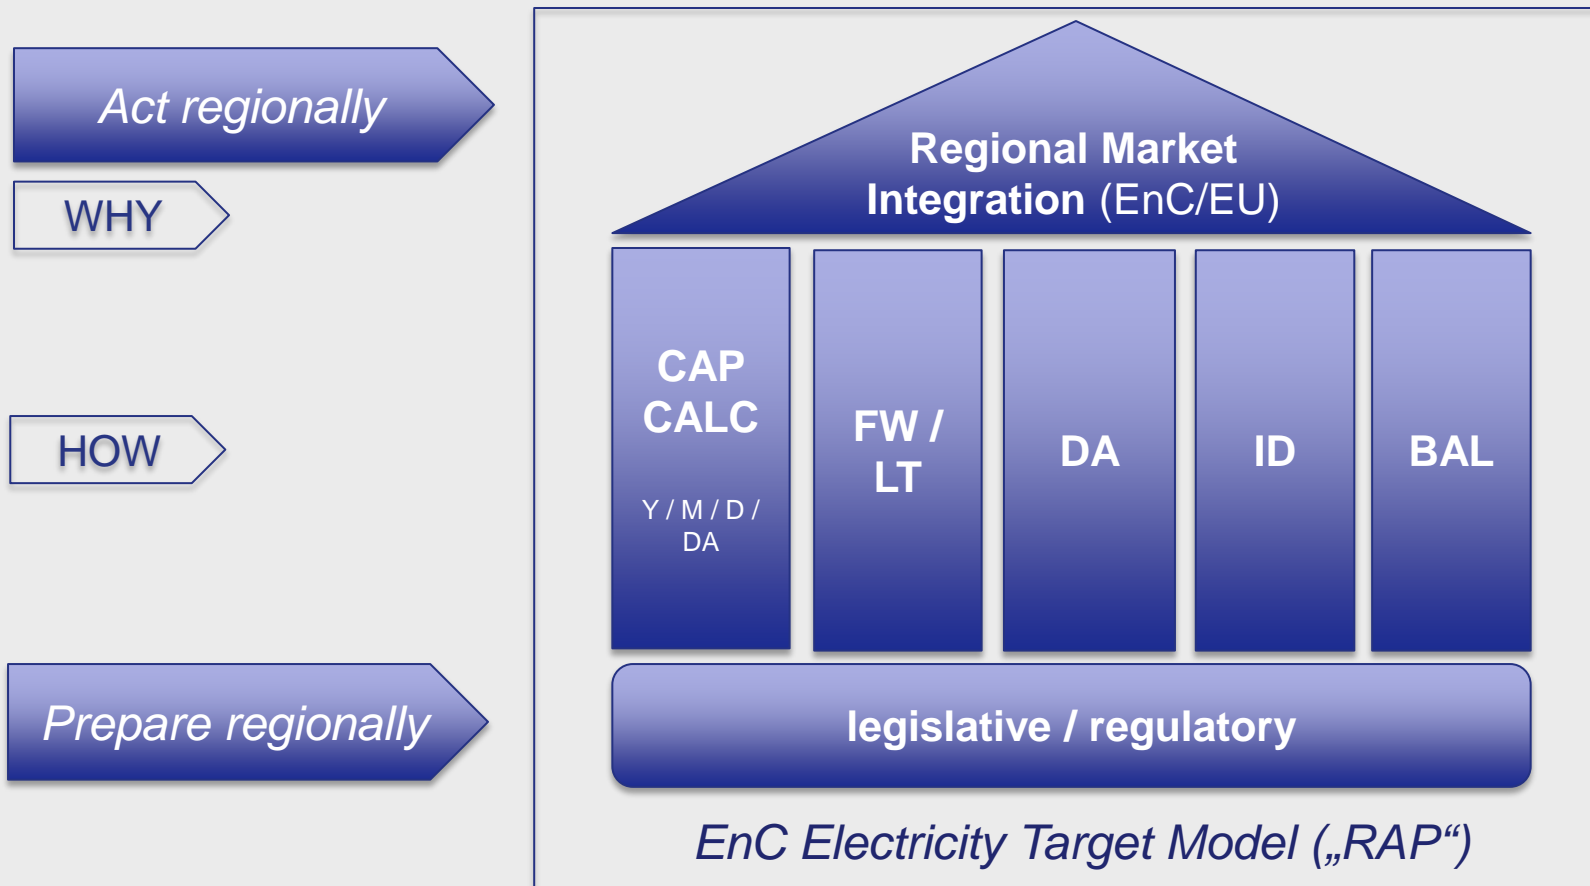 Act regionally
WHY
HOW
Prepare regionally
Regional Market
Integration (EnC/EU)
CAP
CALC
Y / M / D /
DA
FW /
LT
DA
ID
BAL
legislative / regulatory
EnC Electricity Target Model („RAP“)